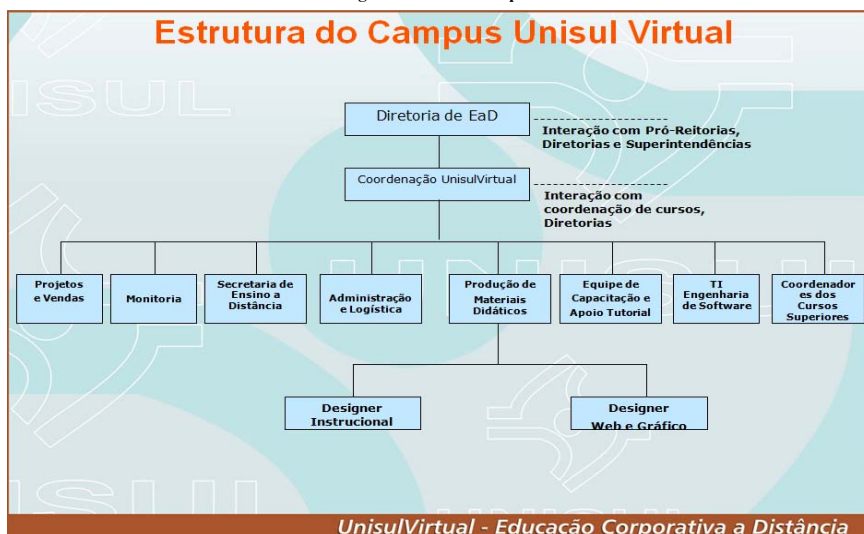 Estrutura do Campus Unisul Virtual
Diretoria de EaD
Interação com Pró-Reitorias,
Diretorias e Superintendências
Coordenação UnisulVirtual
Interação com
coordenação de cursos,
Diretorias
Projetos
e Vendas
Monitoria
Secretaria de
Ensino a
Distância
Administração
e Logística
Produção de
Materiais
Didáticos
Equipe de
Capacitação e
Apoio Tutorial
TI
Engenharia
de Software
Coordenador
es dos
Cursos
Superiores
Designer
Instrucional
Designer
Web e Gráfico
UnisulVirtual - Educação Corporativa a Distância